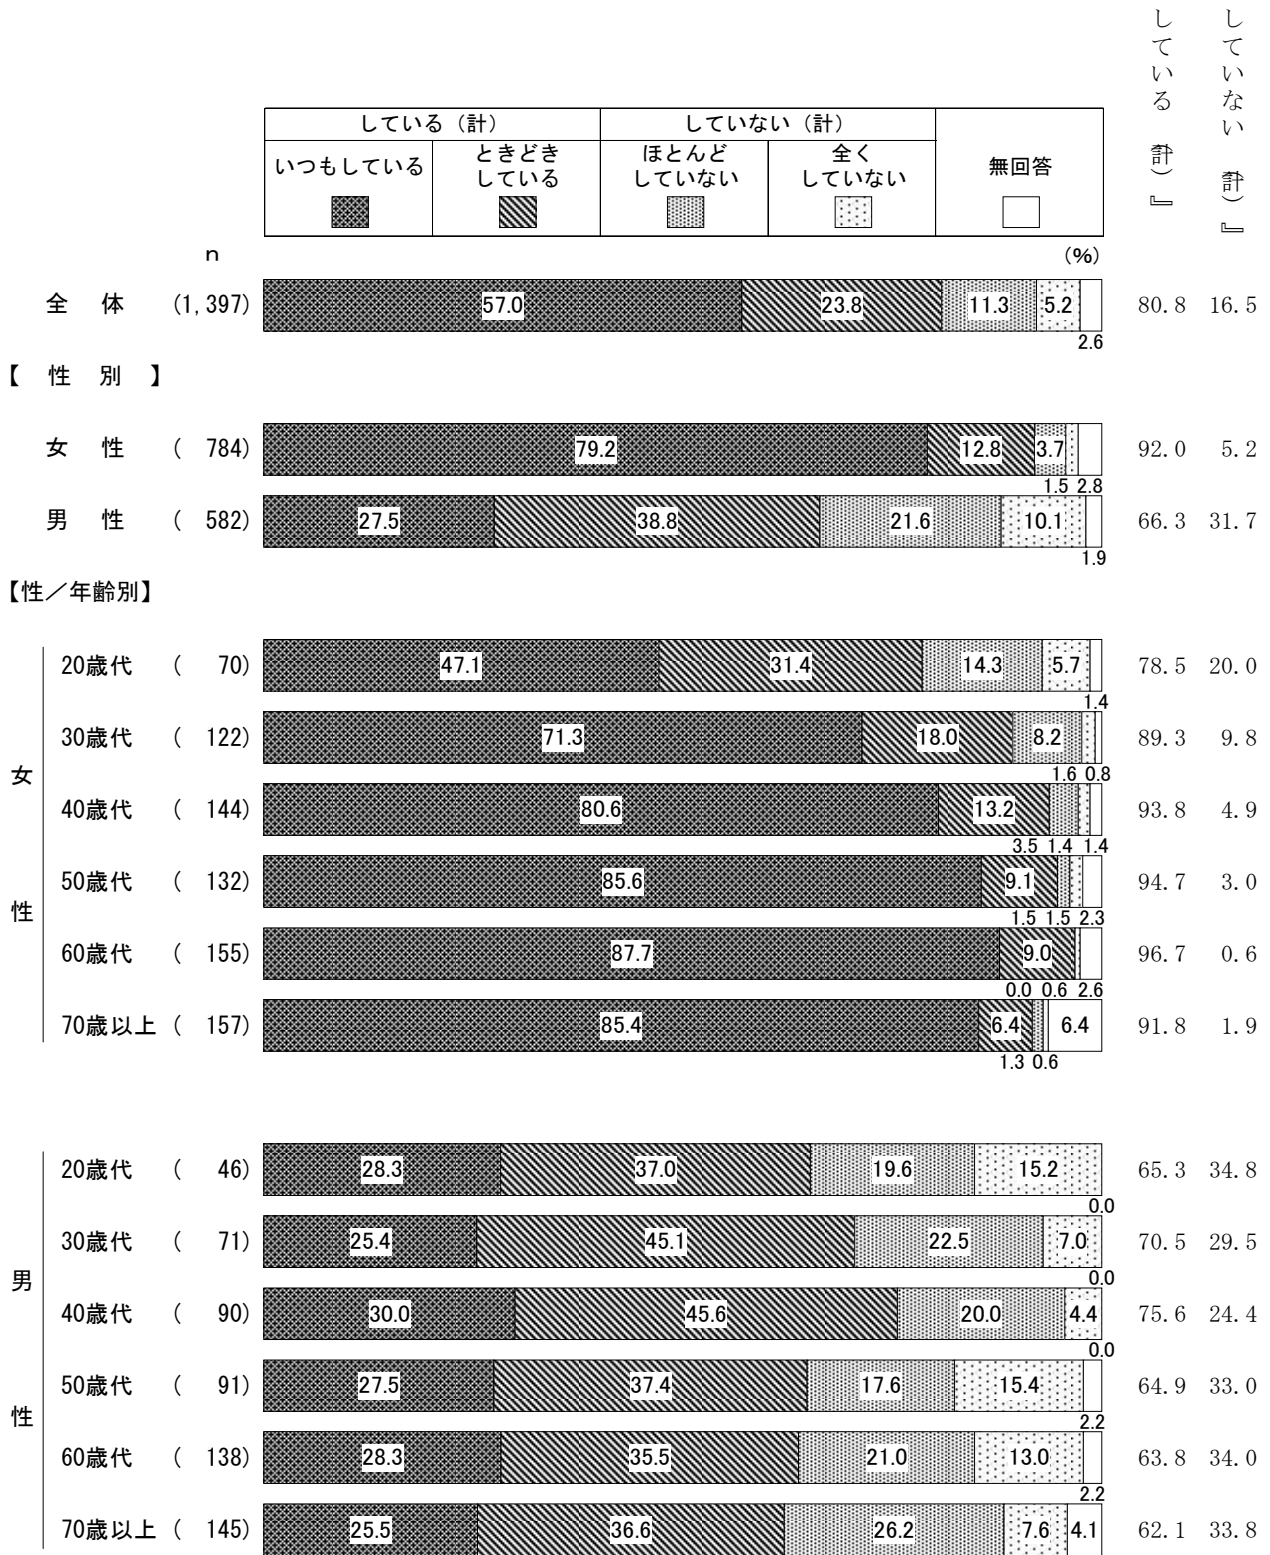 している 計）』
していない 計）』
している（計） していない（計）
いつもしている ときどき
している ほとんど
していない 全く
していない 無回答
ｎ (%)
全 体 (1,397) 57.0 23.8 11.3 5.2 80.8 16.5
2.6
【 性 別 】
女 性 ( 784) 79.2 12.8 3.7 92.0 5.2
1.5 2.8
男 性 ( 582) 27.5 38.8 21.6 10.1 66.3 31.7
1.9
【性／年齢別】
女性
20歳代 ( 70) 47.1 31.4 14.3 5.7 78.5 20.0
1.4
30歳代 ( 122) 71.3 18.0 8.2 89.3 9.8
1.6 0.8
40歳代 ( 144) 80.6 13.2 93.8 4.9
3.5 1.4 1.4
50歳代 ( 132) 85.6 9.1 94.7 3.0
1.5 1.5 2.3
60歳代 ( 155) 87.7 9.0 96.7 0.6
0.0 0.6 2.6
70歳以上 ( 157) 85.4 6.4 6.4 91.8 1.9
1.3 0.6
男性
20歳代 ( 46) 28.3 37.0 19.6 15.2 65.3 34.8
0.0
30歳代 ( 71) 25.4 45.1 22.5 7.0 70.5 29.5
0.0
40歳代 ( 90) 30.0 45.6 20.0 4.4 75.6 24.4
0.0
50歳代 ( 91) 27.5 37.4 17.6 15.4 64.9 33.0
2.2
60歳代 ( 138) 28.3 35.5 21.0 13.0 63.8 34.0
2.2
70歳以上 ( 145) 25.5 36.6 26.2 7.6 4.1 62.1 33.8